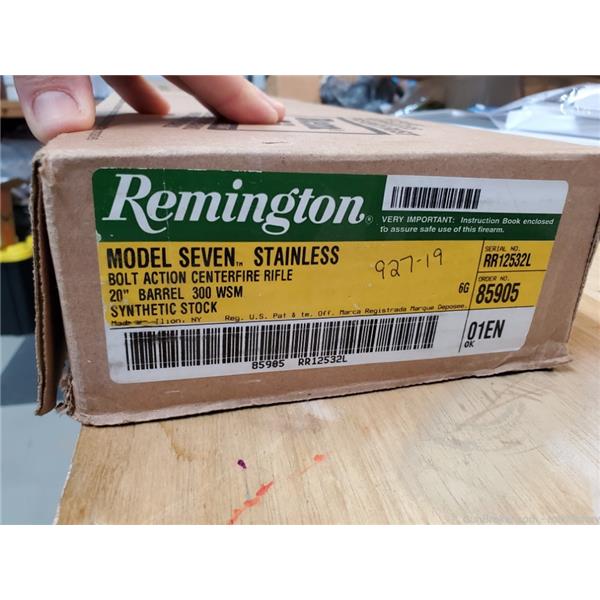 Remington®
VERY IMPORTANT: Instruction Book enclosed
to assure safe use of this firearm.
MODEL SEVEN™ STAINLESS
BOLT ACTION CENTERFIRE RIFLE
20" BARREL 300 WSM
SYNTHETIC STOCK
927-19
6G
SERIAL NO.
RR12532L
ORDER NO.
85905
Made Ilion, NY Reg. U.S. Pat & tm. Off. Marca Registrada Marque Deposee
01EN
OK
85905 RR12532L